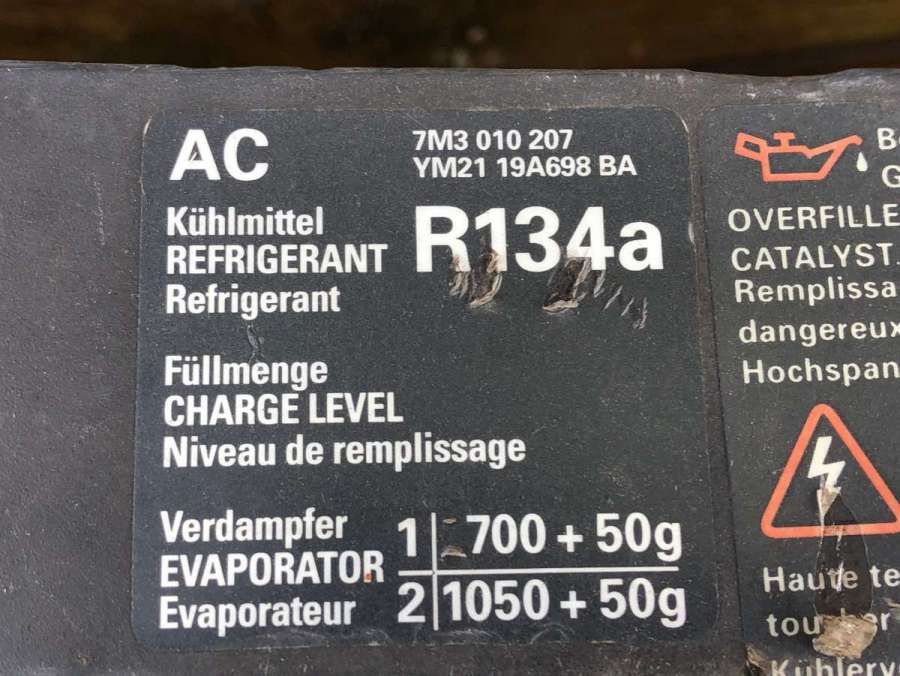 AC
7M3 010 207
YM21 19A698 BA
Kühlmittel
REFRIGERANT
Refrigerant
R134a
Füllmenge
CHARGE LEVEL
Niveau de remplissage
Verdampfer
EVAPORATOR
Evaporateur
1 700 + 50g
2 1050 + 50g
OVERFILLE
CATALYST.
Remplissa
dangereux
Hochspan
Haute te